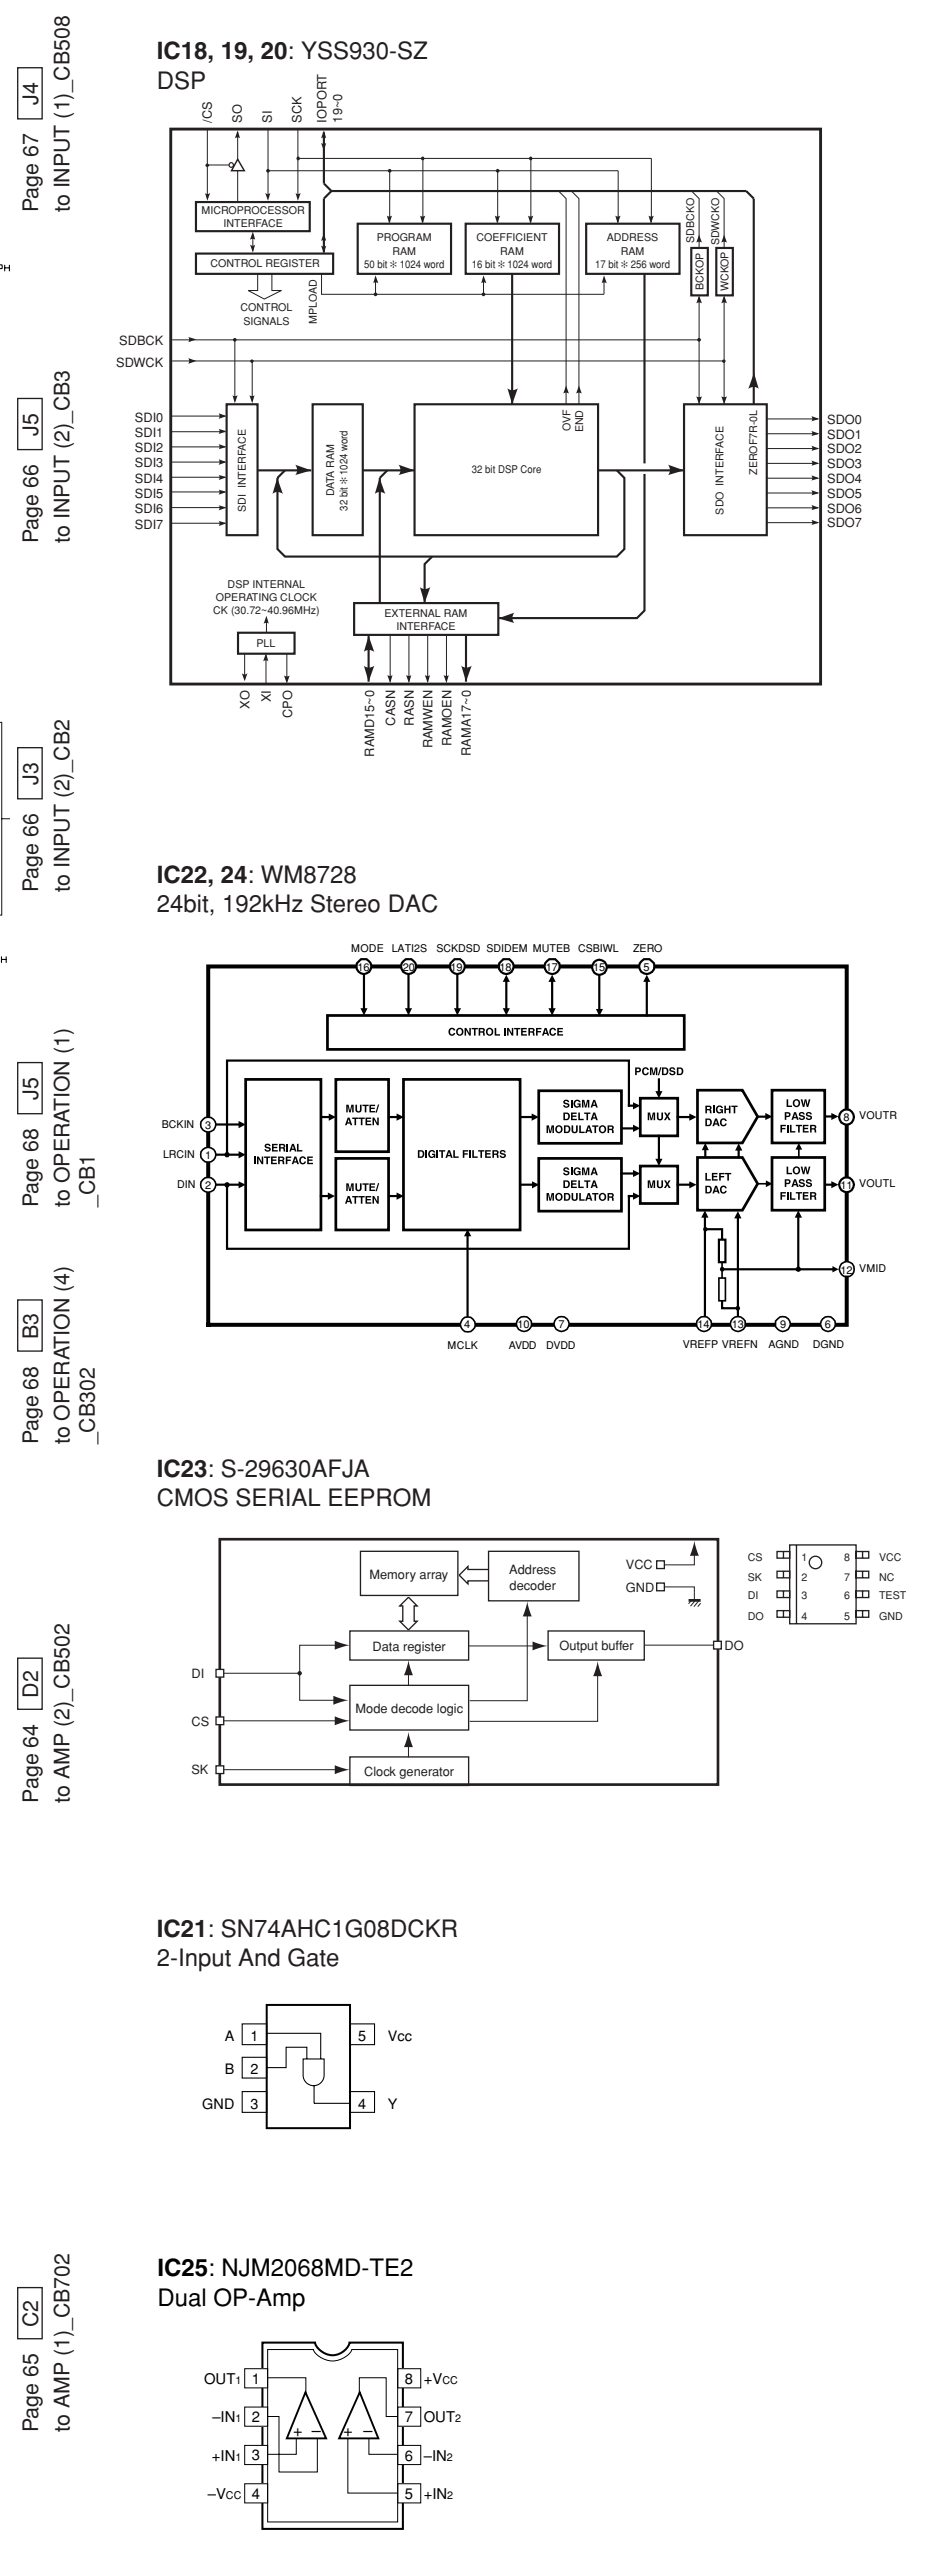 Page 67 J4
to INPUT (1)_CB508
PH
Page 66 J5
to INPUT (2)_CB3
Page 66 J3
to INPUT (2)_CB2
H
Page 68 J5
to OPERATION (1)
_CB1
Page 68 B3
to OPERATION (4)
_CB302
Page 64 D2
to AMP (2)_CB502
Page 65 C2
to AMP (1)_CB702
IC18, 19, 20: YSS930-SZ
DSP
/CS SO SI SCK IOPORT
19~0
MICROPROCESSOR
INTERFACE
CONTROL REGISTER
CONTROL
SIGNALS
MPLOAD
PROGRAM
RAM
50 bit * 1024 word
COEFFICIENT
RAM
16 bit * 1024 word
ADDRESS
RAM
17 bit * 256 word
SDBCKO SDWCKO
BCKOP WCKOP
SDBCK
SDWCK
SDI0
SDI1
SDI2
SDI3
SDI4
SDI5
SDI6
SDI7
SDI INTERFACE
DATA RAM
32 bit * 1024 word
32 bit DSP Core
OVF
END
SDO INTERFACE
ZEROF7R-0L
SDO0
SDO1
SDO2
SDO3
SDO4
SDO5
SDO6
SDO7
DSP INTERNAL
OPERATING CLOCK
CK (30.72~40.96MHz)
PLL
XO XI CPO
EXTERNAL RAM
INTERFACE
RAMD15~0 CASN RASN RAMWEN RAMOEN RAMA17~0
IC22, 24: WM8728
24bit, 192kHz Stereo DAC
MODE LATI2S SCKDSD SDIDEM MUTEB CSBIWL ZERO
16 20 19 18 17 15 5
CONTROL INTERFACE
PCM/DSD
BCKIN 3
LRCIN 1
DIN 2
SERIAL
INTERFACE
MUTE/
ATTEN
MUTE/
ATTEN
DIGITAL FILTERS
SIGMA
DELTA
MODULATOR
SIGMA
DELTA
MODULATOR
MUX
MUX
RIGHT
DAC
LEFT
DAC
LOW
PASS
FILTER
LOW
PASS
FILTER
8 VOUTR
11 VOUTL
12 VMID
4 10 7 14 13 9 6
MCLK AVDD DVDD VREFP VREFN AGND DGND
IC23: S-29630AFJA
CMOS SERIAL EEPROM
Memory array
Address
decoder
VCC
GND
Data register
Output buffer
DO
DI
Mode decode logic
CS
SK
Clock generator
CS 1 8 VCC
SK 2 7 NC
DI 3 6 TEST
DO 4 5 GND
IC21: SN74AHC1G08DCKR
2-Input And Gate
A 1 5 Vcc
B 2
GND 3 4 Y
IC25: NJM2068MD-TE2
Dual OP-Amp
OUT1 1 8 +VCC
–IN1 2 7 OUT2
+ – + –
+IN1 3 6 –IN2
–VCC 4 5 +IN2